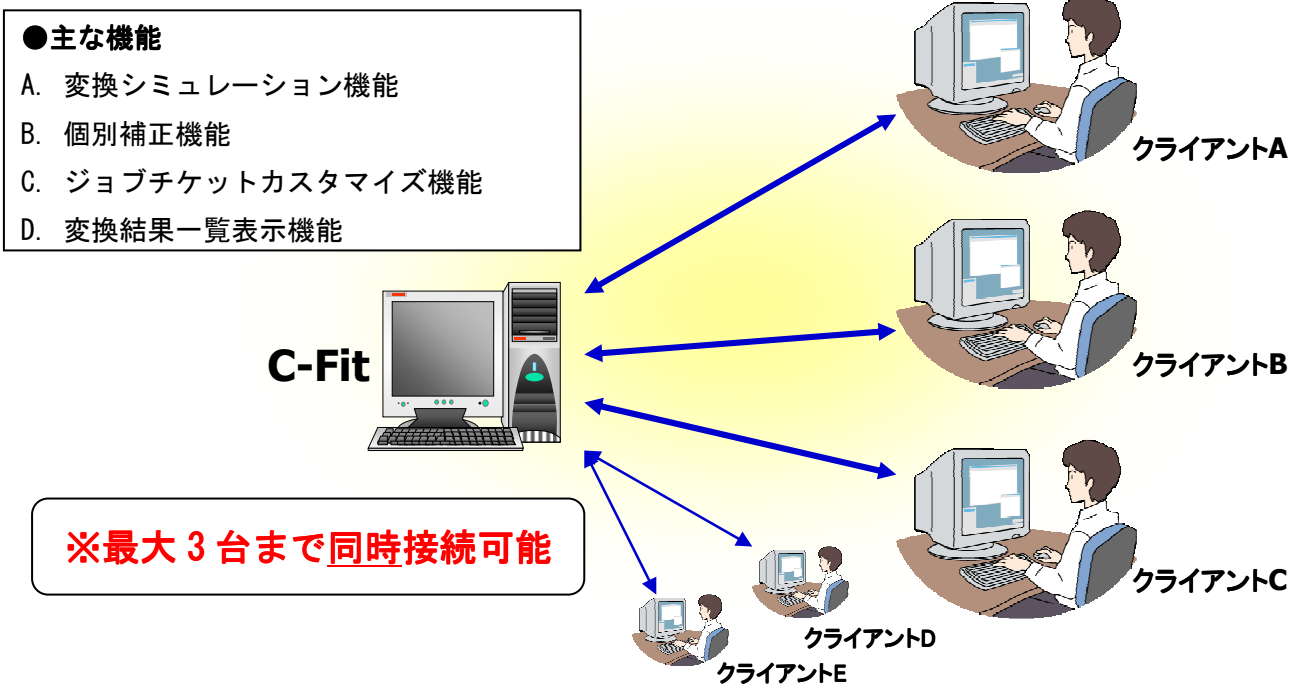 ●主な機能
A. 変換シミュレーション機能
B. 個別補正機能
C. ジョブチケットカスタマイズ機能
D. 変換結果一覧表示機能
クライアントA
クライアントB
C-Fit
※最大3台まで同時接続可能
クライアントC
クライアントD
クライアントE